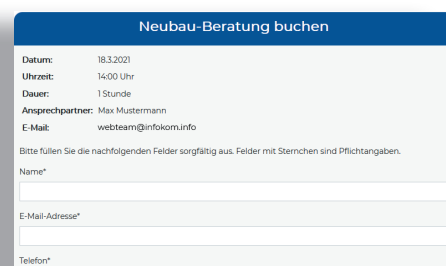 Neubau-Beratung buchen
Datum: 18.3.2021
Uhrzeit: 14:00 Uhr
Dauer: 1 Stunde
Ansprechpartner: Max Mustermann
E-Mail: webteam@infokom.info
Bitte füllen Sie die nachfolgenden Felder sorgfältig aus. Felder mit Sternchen sind Pflichtangaben.
Name*
E-Mail-Adresse*
Telefon*